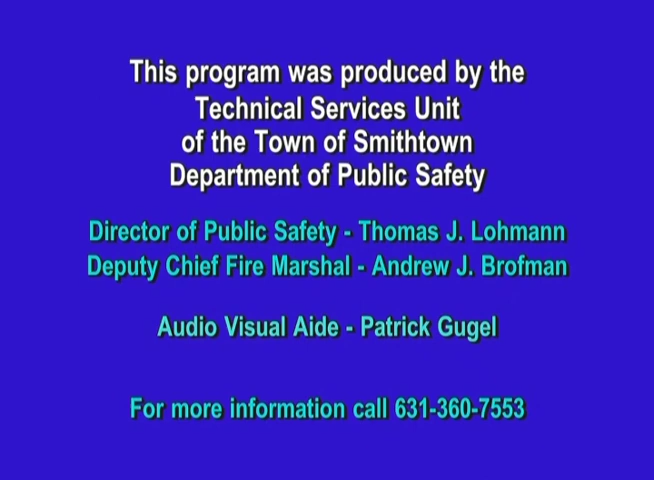 This program was produced by the
Technical Services Unit
of the Town of Smithtown
Department of Public Safety
Director of Public Safety - Thomas J. Lohmann
Deputy Chief Fire Marshal - Andrew J. Brofman
Audio Visual Aide - Patrick Gugel
For more information call 631-360-7553